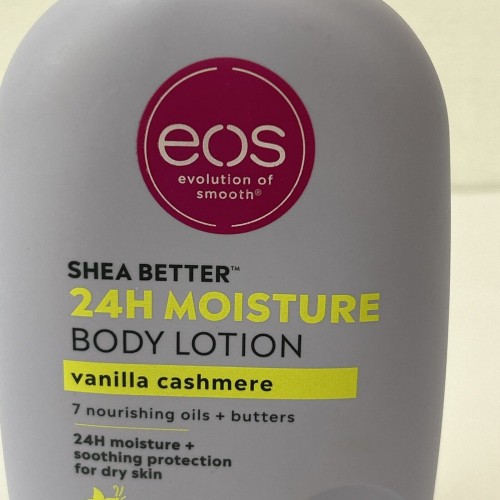 eos
evolution of
smooth®
SHEA BETTER™
24H MOISTURE
BODY LOTION
vanilla cashmere
7 nourishing oils + butters
24H moisture +
soothing protection
for dry skin